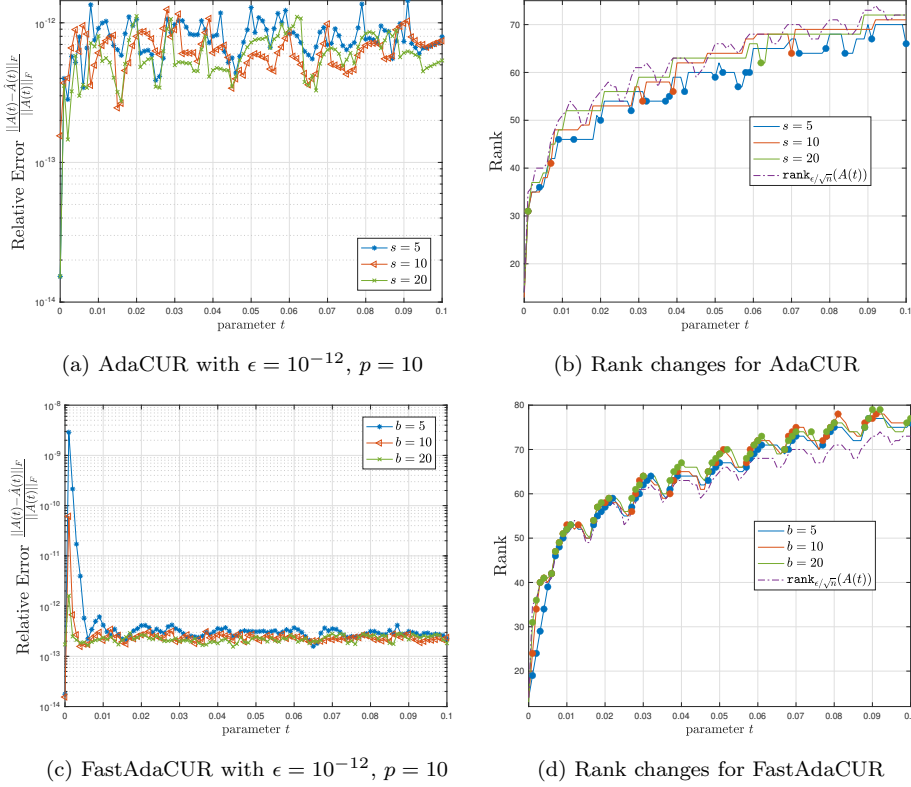 10^{-12}
10^{-13}
10^{-14}
Relative Error ||A(t)−Â(t)||_F / ||A(t)||_F
s = 5
s = 10
s = 20
0 0.01 0.02 0.03 0.04 0.05 0.06 0.07 0.08 0.09 0.1
parameter t
(a) AdaCUR with ϵ = 10^{−12}, p = 10
70
60
50
40
30
20
Rank
s = 5
s = 10
s = 20
rank_{ϵ/√n}(A(t))
0 0.01 0.02 0.03 0.04 0.05 0.06 0.07 0.08 0.09 0.1
parameter t
(b) Rank changes for AdaCUR
10^{-8}
10^{-9}
10^{-10}
10^{-11}
10^{-12}
10^{-13}
10^{-14}
Relative Error ||A(t)−Â(t)||_F / ||A(t)||_F
b = 5
b = 10
b = 20
0 0.01 0.02 0.03 0.04 0.05 0.06 0.07 0.08 0.09 0.1
parameter t
(c) FastAdaCUR with ϵ = 10^{−12}, p = 10
80
70
60
50
40
30
20
Rank
b = 5
b = 10
b = 20
rank_{ϵ/√n}(A(t))
0 0.01 0.02 0.03 0.04 0.05 0.06 0.07 0.08 0.09 0.1
parameter t
(d) Rank changes for FastAdaCUR